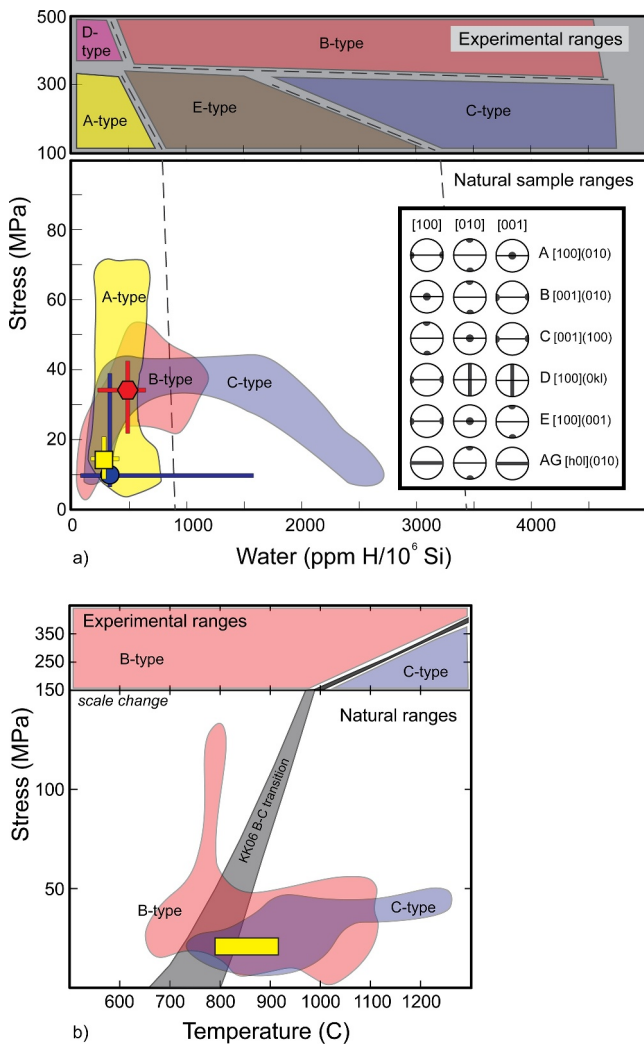 500
300
100
D-type
B-type
Experimental ranges
A-type
E-type
C-type
Natural sample ranges
Stress (MPa)
80
60
40
20
0
A-type
B-type
C-type
[100] [010] [001]
A [100](010)
B [001](010)
C [001](100)
D [100](0kl)
E [100](001)
AG [h0l](010)
0 1000 2000 3000 4000
a) Water (ppm H/10⁶ Si)
350
250
150
Experimental ranges
B-type
C-type
scale change
Natural ranges
Stress (MPa)
100
50
KK06 B-C transition
B-type
C-type
600 800 900 1000 1100 1200
b) Temperature (C)